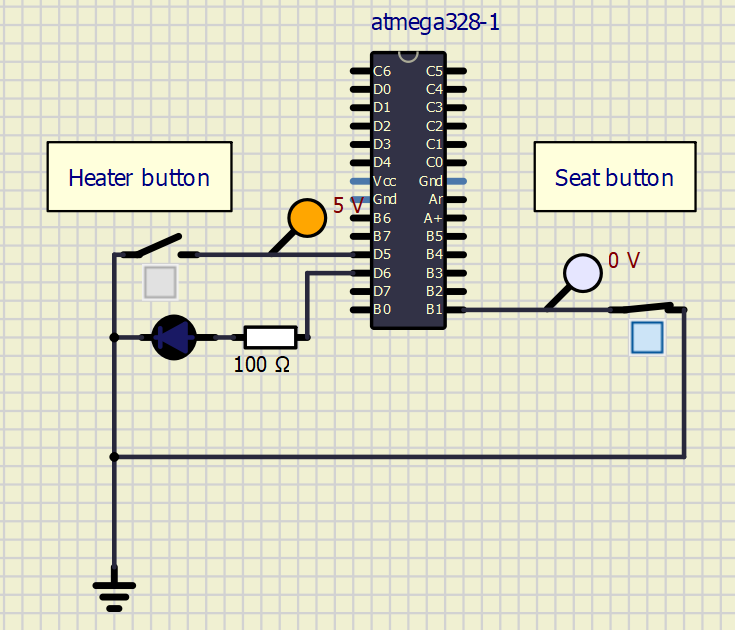 atmega328-1
C6 C5
D0 C4
D1 C3
D2 C2
D3 C1
D4 C0
Vcc Gnd
Gnd Ar
B6 A+
B7 B5
D5 B4
D6 B3
D7 B2
B0 B1
Heater button
Seat button
5 V
0 V
100 Ω